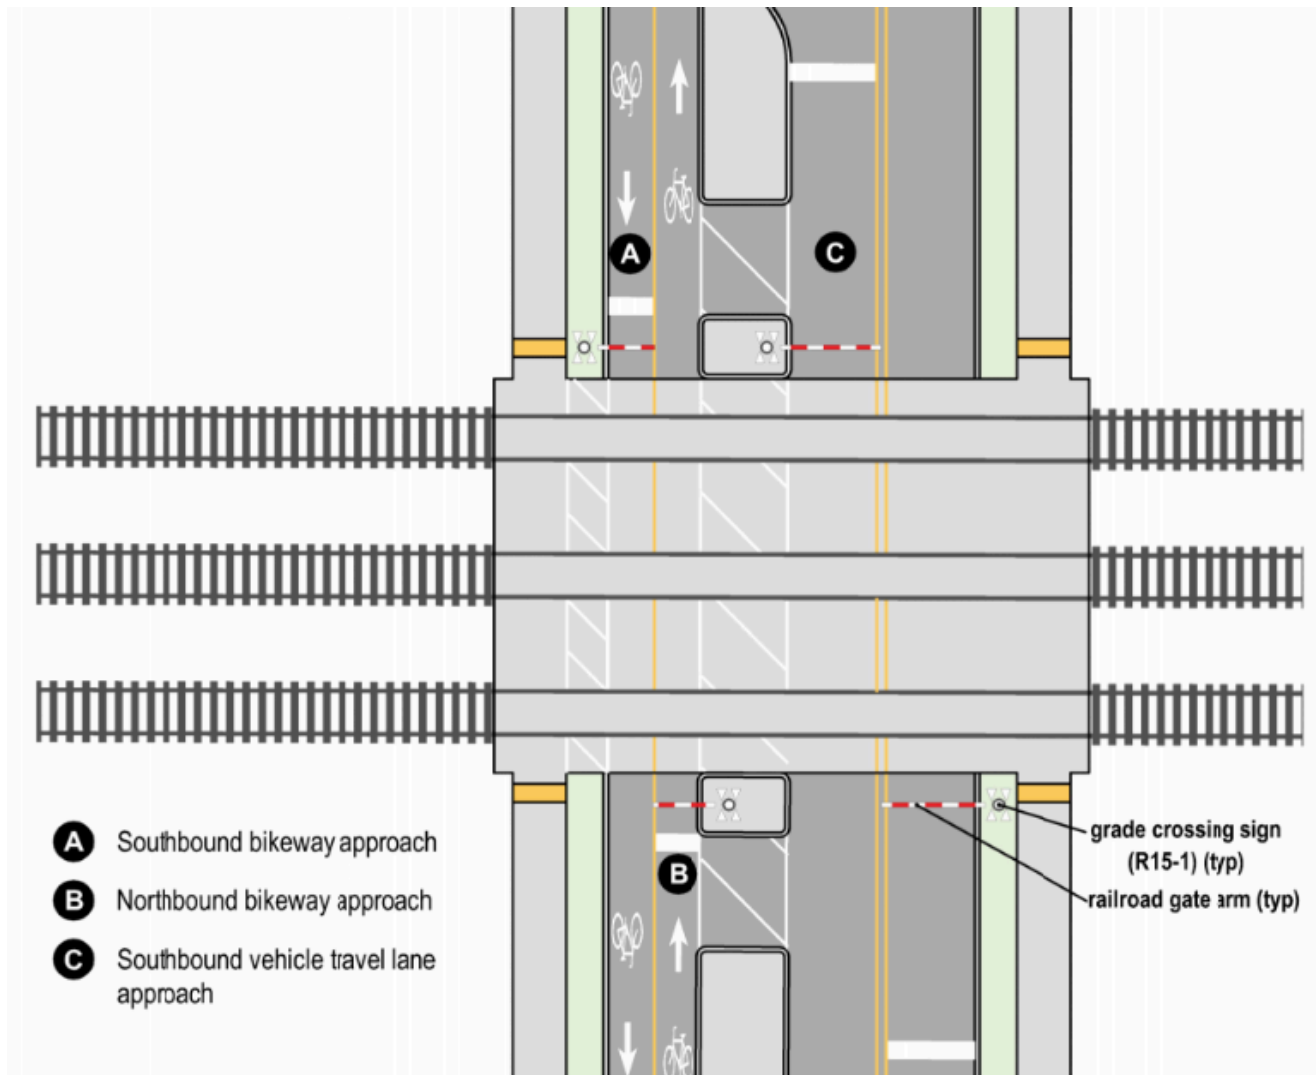 A
C
B
grade crossing sign
(R15-1) (typ)
railroad gate arm (typ)
A Southbound bikeway approach
B Northbound bikeway approach
C Southbound vehicle travel lane
approach